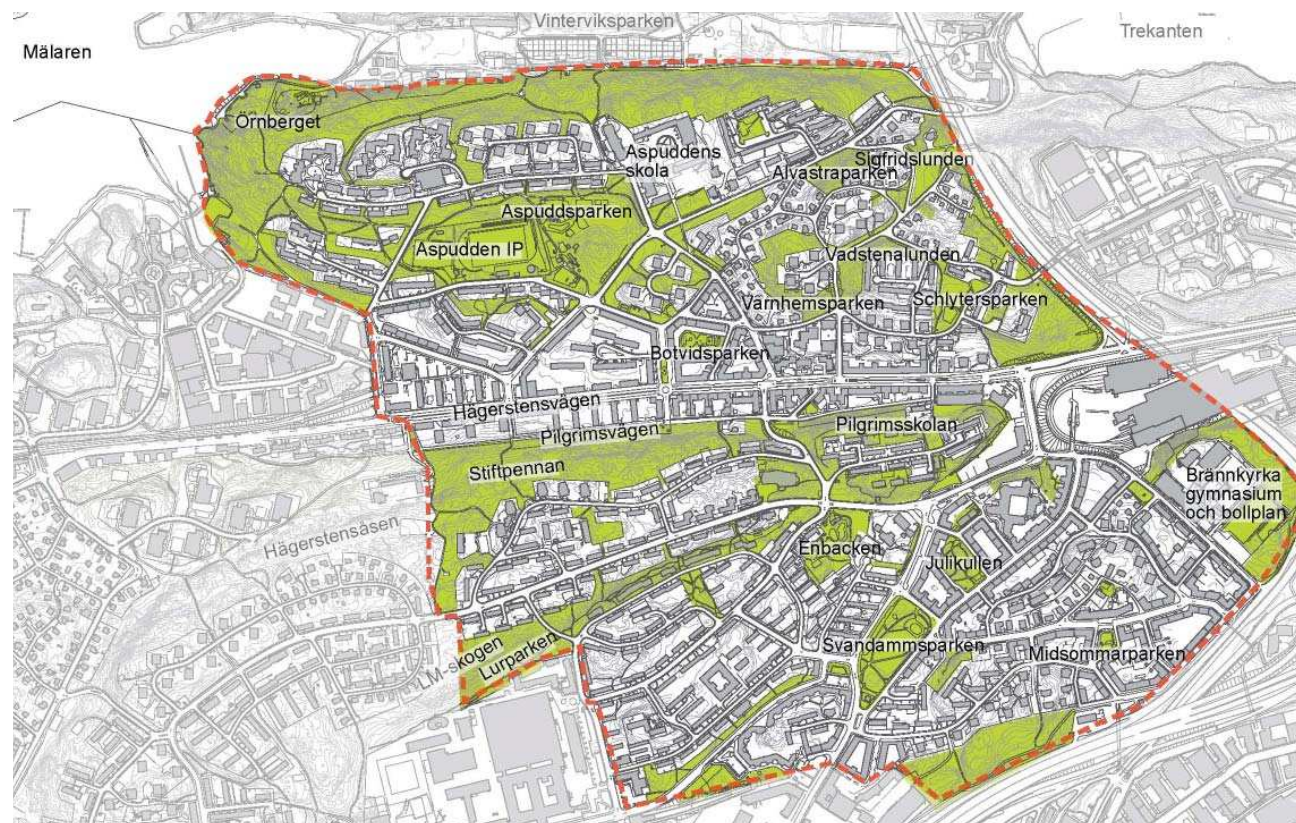 Vinterviksparken
Trekanten
Mälaren
Örnberget
Aspuddens
skola
Sigfridslunden
Alvastraparken
Aspuddsparken
Aspudden IP
Vadstenalunden
Varnhemsparken
Schlytersparken
Botvidsparken
Hägerstensvägen
Pilgrimsvägen
Pilgrimsskolan
Stiftpennan
Brännkyrka
gymnasium
och bollplan
Hägerstensåsen
Enbacken
Julikullen
Svandammsparken
Midsommarparken
LM-skogen
Lurparken